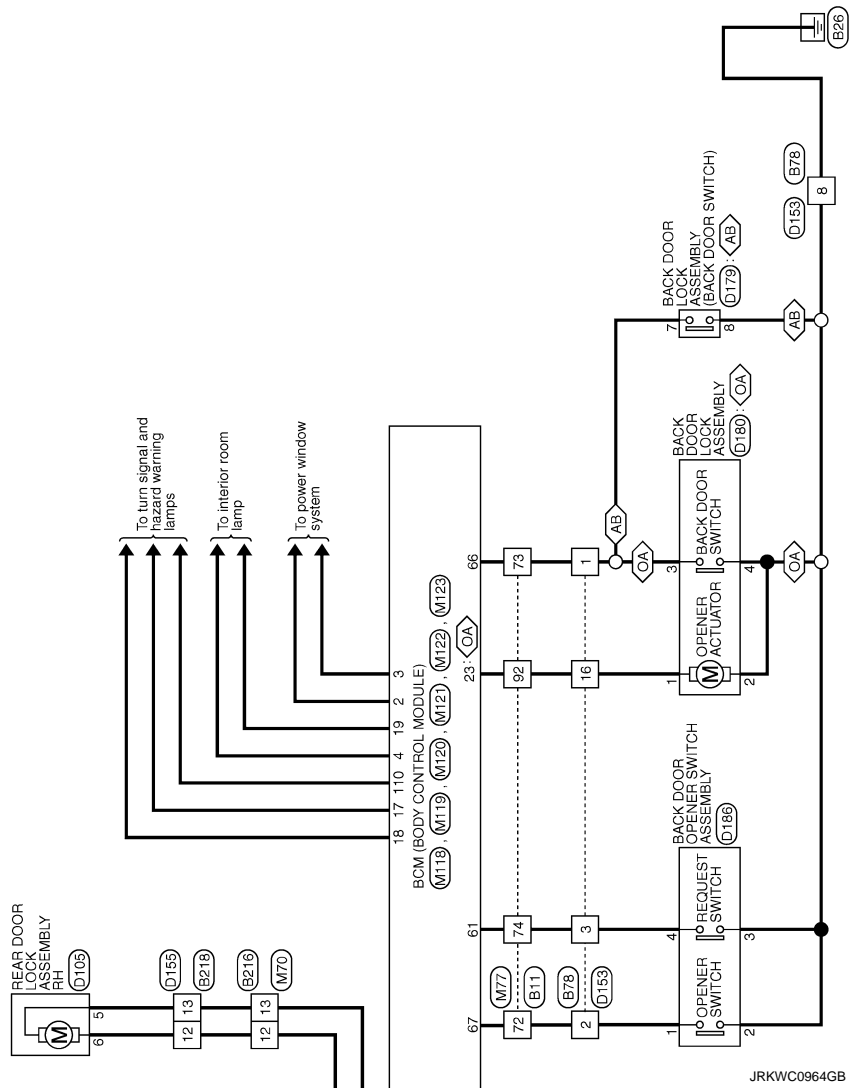 To turn signal and
hazard warning
lamps
To interior room
lamp
To power window
system
REAR DOOR
LOCK
ASSEMBLY
RH
D105
M
6
5
12
13
D155
B218
12
13
B216
M70
18
17
110
4
19
2
3
BCM (BODY CONTROL MODULE)
M118 , M119 , M120 , M121 , M122 , M123
67
61
23 : OA
66
72
74
92
73
M77
B11
2
3
16
1
B78
D153
AB
OA
BACK DOOR
OPENER SWITCH
ASSEMBLY
D186
1
4
OPENER
SWITCH
REQUEST
SWITCH
2
3
BACK
DOOR
LOCK
ASSEMBLY
D180 : OA
1
3
M
OPENER
ACTUATOR
BACK DOOR
SWITCH
2
4
OA
BACK DOOR
LOCK
ASSEMBLY
(BACK DOOR SWITCH)
D179 : AB
7
8
AB
D153
B78
8
B26
JRKWC0964GB